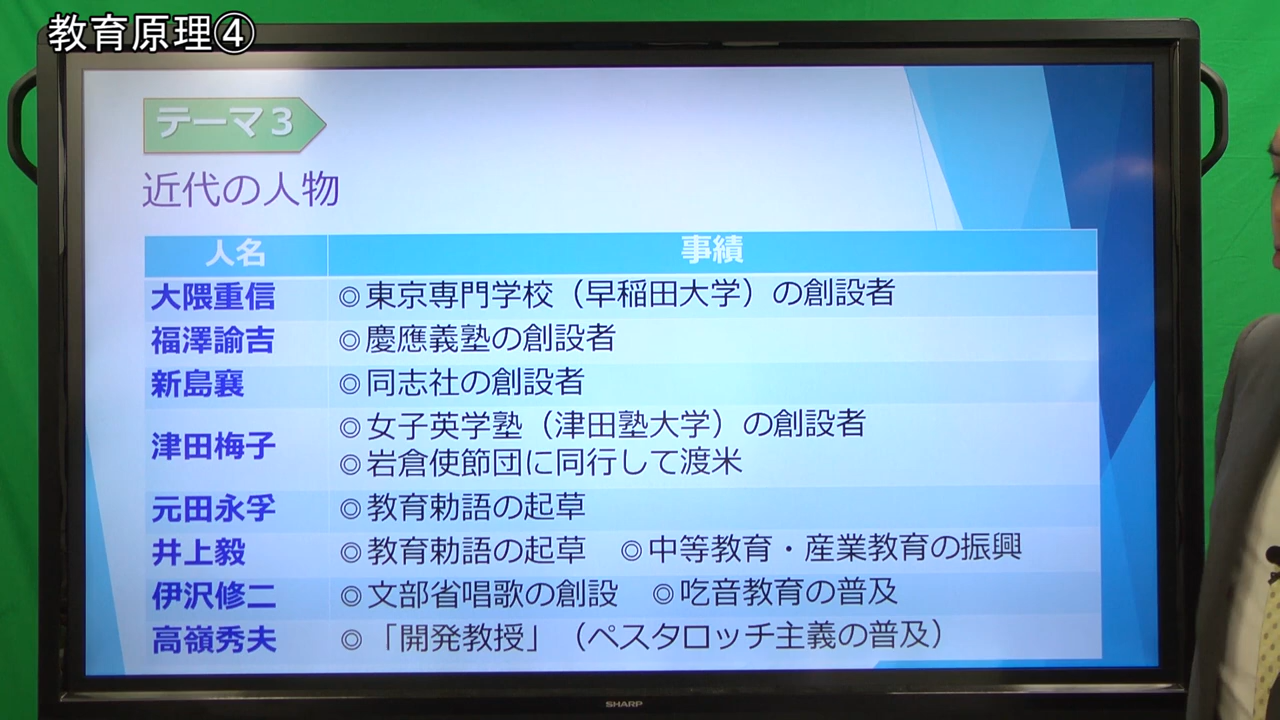 教育原理④
テーマ3
近代の人物
人名 事績
大隈重信 ◎東京専門学校（早稲田大学）の創設者
福澤諭吉 ◎慶應義塾の創設者
新島襄 ◎同志社の創設者
津田梅子 ◎女子英学塾（津田塾大学）の創設者
◎岩倉使節団に同行して渡米
元田永孚 ◎教育勅語の起草
井上毅 ◎教育勅語の起草 ◎中等教育・産業教育の振興
伊沢修二 ◎文部省唱歌の創設 ◎吃音教育の普及
高嶺秀夫 ◎「開発教授」（ペスタロッチ主義の普及）
SHARP